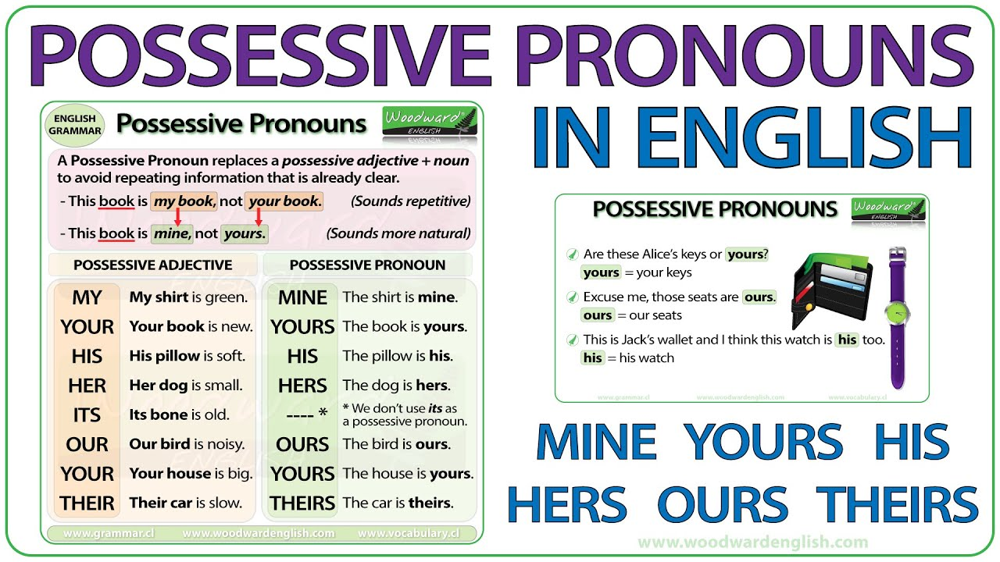 POSSESSIVE PRONOUNS
IN ENGLISH
ENGLISH
GRAMMAR
Possessive Pronouns
Woodward®
ENGLISH
A Possessive Pronoun replaces a possessive adjective + noun
to avoid repeating information that is already clear.
- This book is my book, not your book. (Sounds repetitive)
- This book is mine, not yours. (Sounds more natural)
POSSESSIVE ADJECTIVE POSSESSIVE PRONOUN
MY My shirt is green. MINE The shirt is mine.
YOUR Your book is new. YOURS The book is yours.
HIS His pillow is soft. HIS The pillow is his.
HER Her dog is small. HERS The dog is hers.
ITS Its bone is old. ---- * * We don't use its as
a possessive pronoun.
OUR Our bird is noisy. OURS The bird is ours.
YOUR Your house is big. YOURS The house is yours.
THEIR Their car is slow. THEIRS The car is theirs.
www.grammar.cl www.woodwardenglish.com www.vocabulary.cl
POSSESSIVE PRONOUNS
Woodward®
ENGLISH
Are these Alice's keys or yours?
yours = your keys
Excuse me, those seats are ours.
ours = our seats
This is Jack's wallet and I think this watch is his too.
his = his watch
www.grammar.cl www.woodwardenglish.com www.vocabulary.cl
MINE YOURS HIS
HERS OURS THEIRS
www.woodwardenglish.com